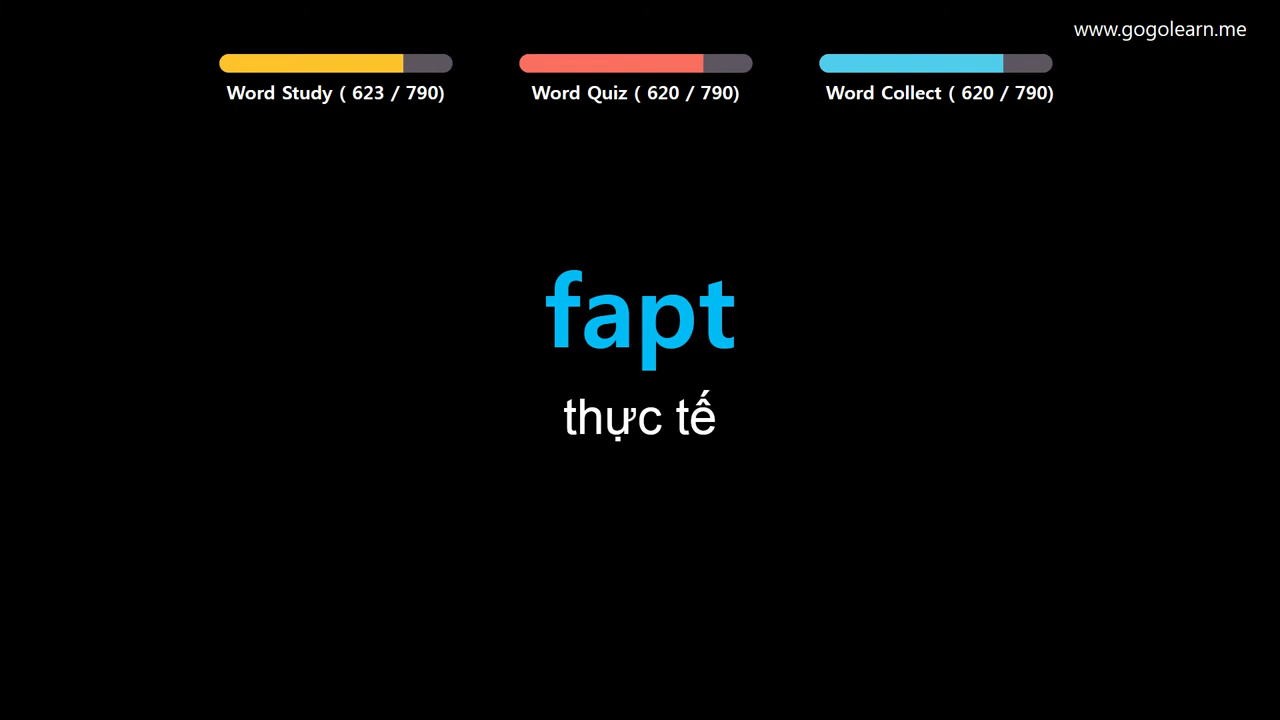 www.gogolearn.me
Word Study ( 623 / 790)
Word Quiz ( 620 / 790)
Word Collect ( 620 / 790)
fapt
thực tế